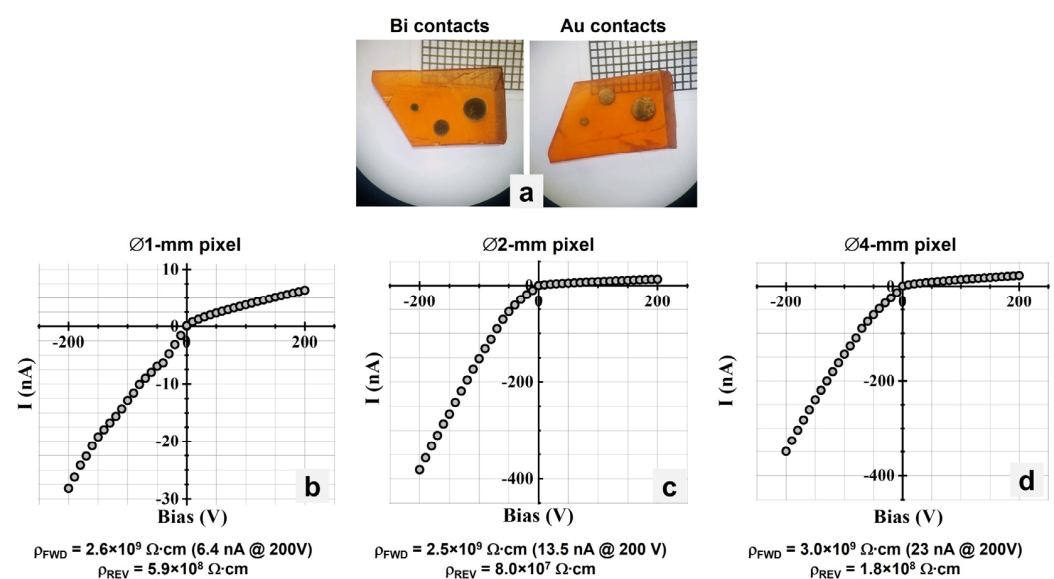 Bi contacts
Au contacts
a
∅1-mm pixel
10
0
-200
0
200
-10
-20
-30
I (nA)
Bias (V)
b
ρFWD = 2.6×10⁹ Ω·cm (6.4 nA @ 200V)
ρREV = 5.9×10⁸ Ω·cm
∅2-mm pixel
0
-200
0
200
-200
-400
I (nA)
Bias (V)
c
ρFWD = 2.5×10⁹ Ω·cm (13.5 nA @ 200 V)
ρREV = 8.0×10⁷ Ω·cm
∅4-mm pixel
0
-200
0
200
-200
-400
I (nA)
Bias (V)
d
ρFWD = 3.0×10⁹ Ω·cm (23 nA @ 200V)
ρREV = 1.8×10⁸ Ω·cm